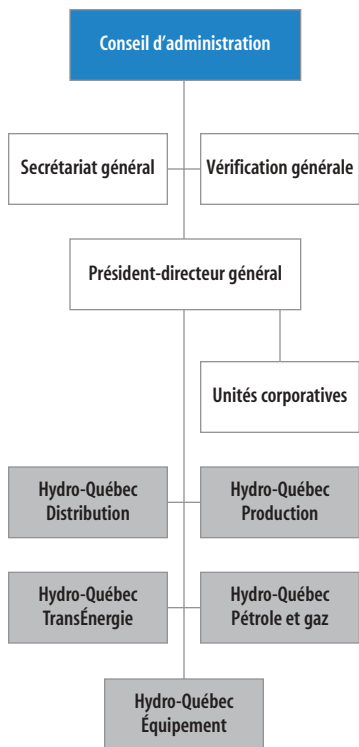 Conseil d’administration
Secrétariat général
Vérification générale
Président-directeur général
Unités corporatives
Hydro-Québec
Distribution
Hydro-Québec
Production
Hydro-Québec
TransÉnergie
Hydro-Québec
Pétrole et gaz
Hydro-Québec
Équipement